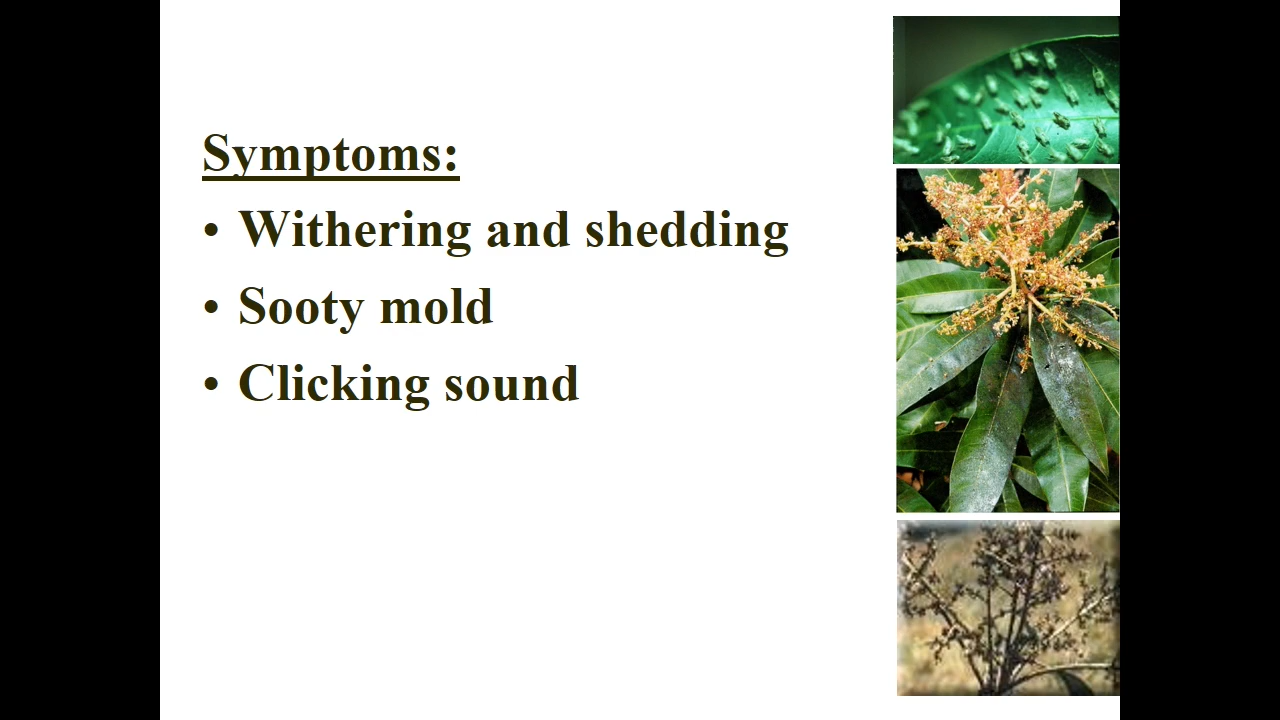 Symptoms:
• Withering and shedding
• Sooty mold
• Clicking sound